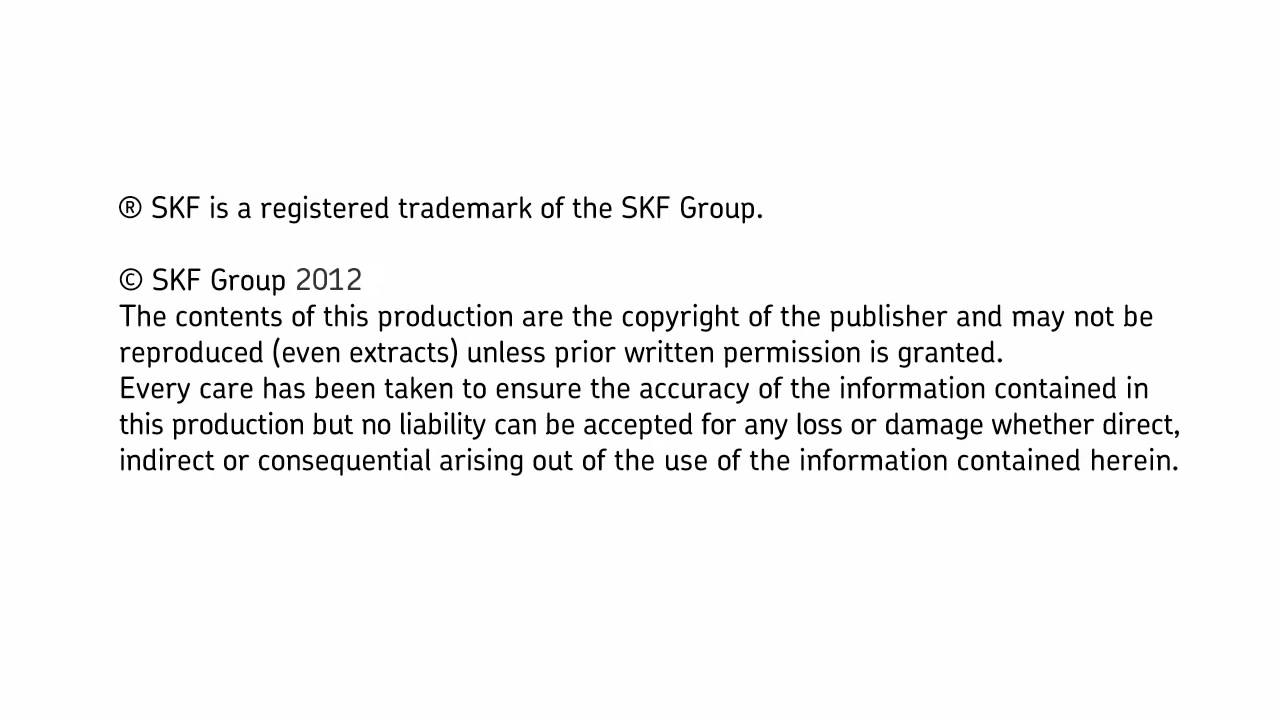 ® SKF is a registered trademark of the SKF Group.
© SKF Group 2012
The contents of this production are the copyright of the publisher and may not be
reproduced (even extracts) unless prior written permission is granted.
Every care has been taken to ensure the accuracy of the information contained in
this production but no liability can be accepted for any loss or damage whether direct,
indirect or consequential arising out of the use of the information contained herein.